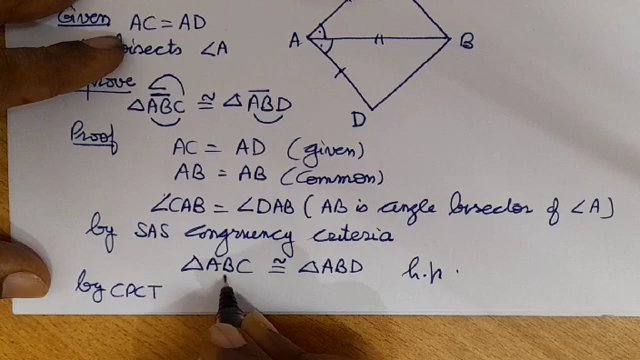 Given AC = AD
bisects ∠A
prove
△ABC ≅ △ABD
Proof
AC = AD (given)
AB = AB (Common)
∠CAB = ∠DAB (AB is angle bisector of ∠A)
by SAS congruency criteria
△ABC ≅ △ABD h.p.
by CPCT
A
B
D